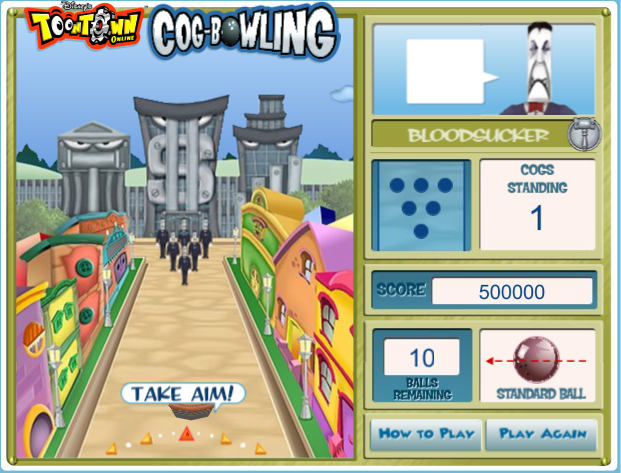 Disney's
TOONTOWN
ONLINE
COG-BOWLING
BLOODSUCKER
COGS
STANDING
1
SCORE 500000
10
BALLS
REMAINING
STANDARD BALL
TAKE AIM!
HOW TO PLAY
PLAY AGAIN